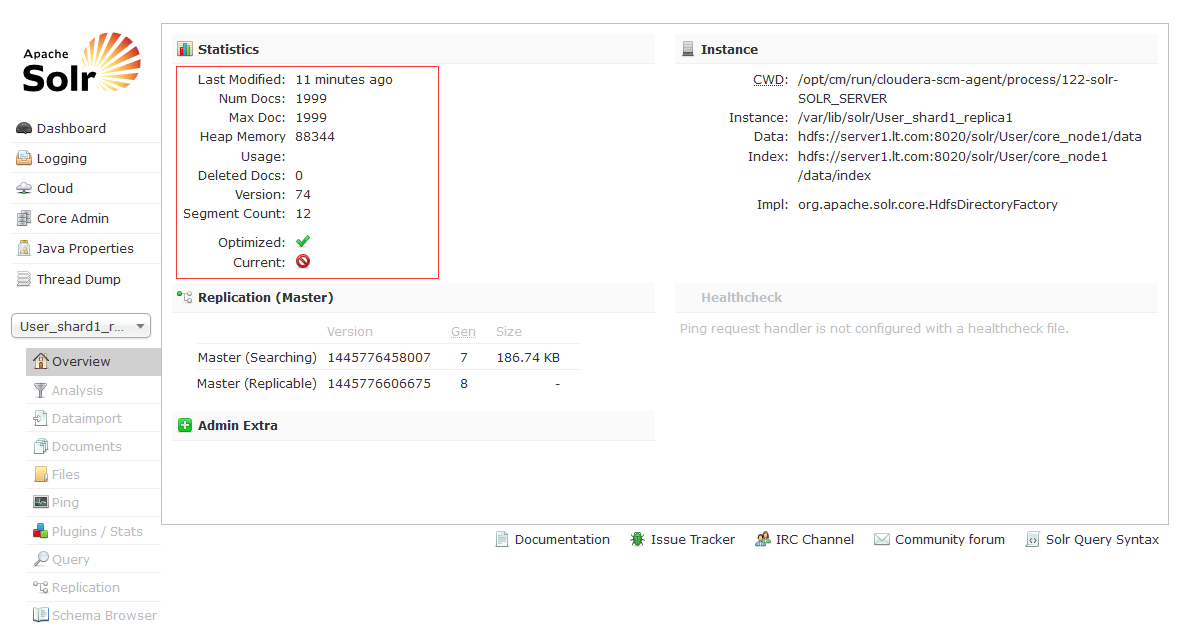 Apache
Solr
Dashboard
Logging
Cloud
Core Admin
Java Properties
Thread Dump
User_shard1_r...
Overview
Analysis
Dataimport
Documents
Files
Ping
Plugins / Stats
Query
Replication
Schema Browser
Statistics
Last Modified: 11 minutes ago
Num Docs: 1999
Max Doc: 1999
Heap Memory 88344
Usage:
Deleted Docs: 0
Version: 74
Segment Count: 12
Optimized:
Current:
Instance
CWD: /opt/cm/run/cloudera-scm-agent/process/122-solr-
SOLR_SERVER
Instance: /var/lib/solr/User_shard1_replica1
Data: hdfs://server1.lt.com:8020/solr/User/core_node1/data
Index: hdfs://server1.lt.com:8020/solr/User/core_node1
/data/index
Impl: org.apache.solr.core.HdfsDirectoryFactory
Replication (Master)
Version Gen Size
Master (Searching) 1445776458007 7 186.74 KB
Master (Replicable) 1445776606675 8 -
Healthcheck
Ping request handler is not configured with a healthcheck file.
Admin Extra
Documentation Issue Tracker IRC Channel Community forum Solr Query Syntax